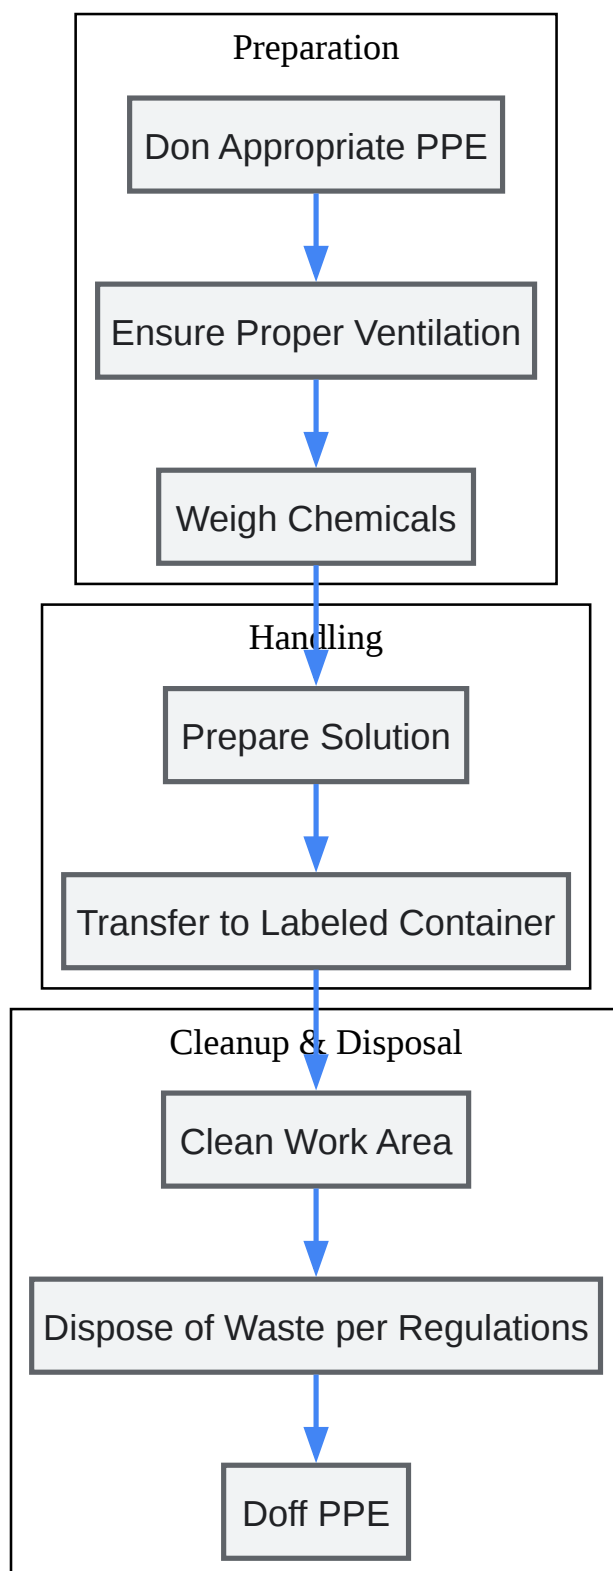 Preparation
Don Appropriate PPE
Ensure Proper Ventilation
Weigh Chemicals
Handling
Prepare Solution
Transfer to Labeled Container
Cleanup & Disposal
Clean Work Area
Dispose of Waste per Regulations
Doff PPE